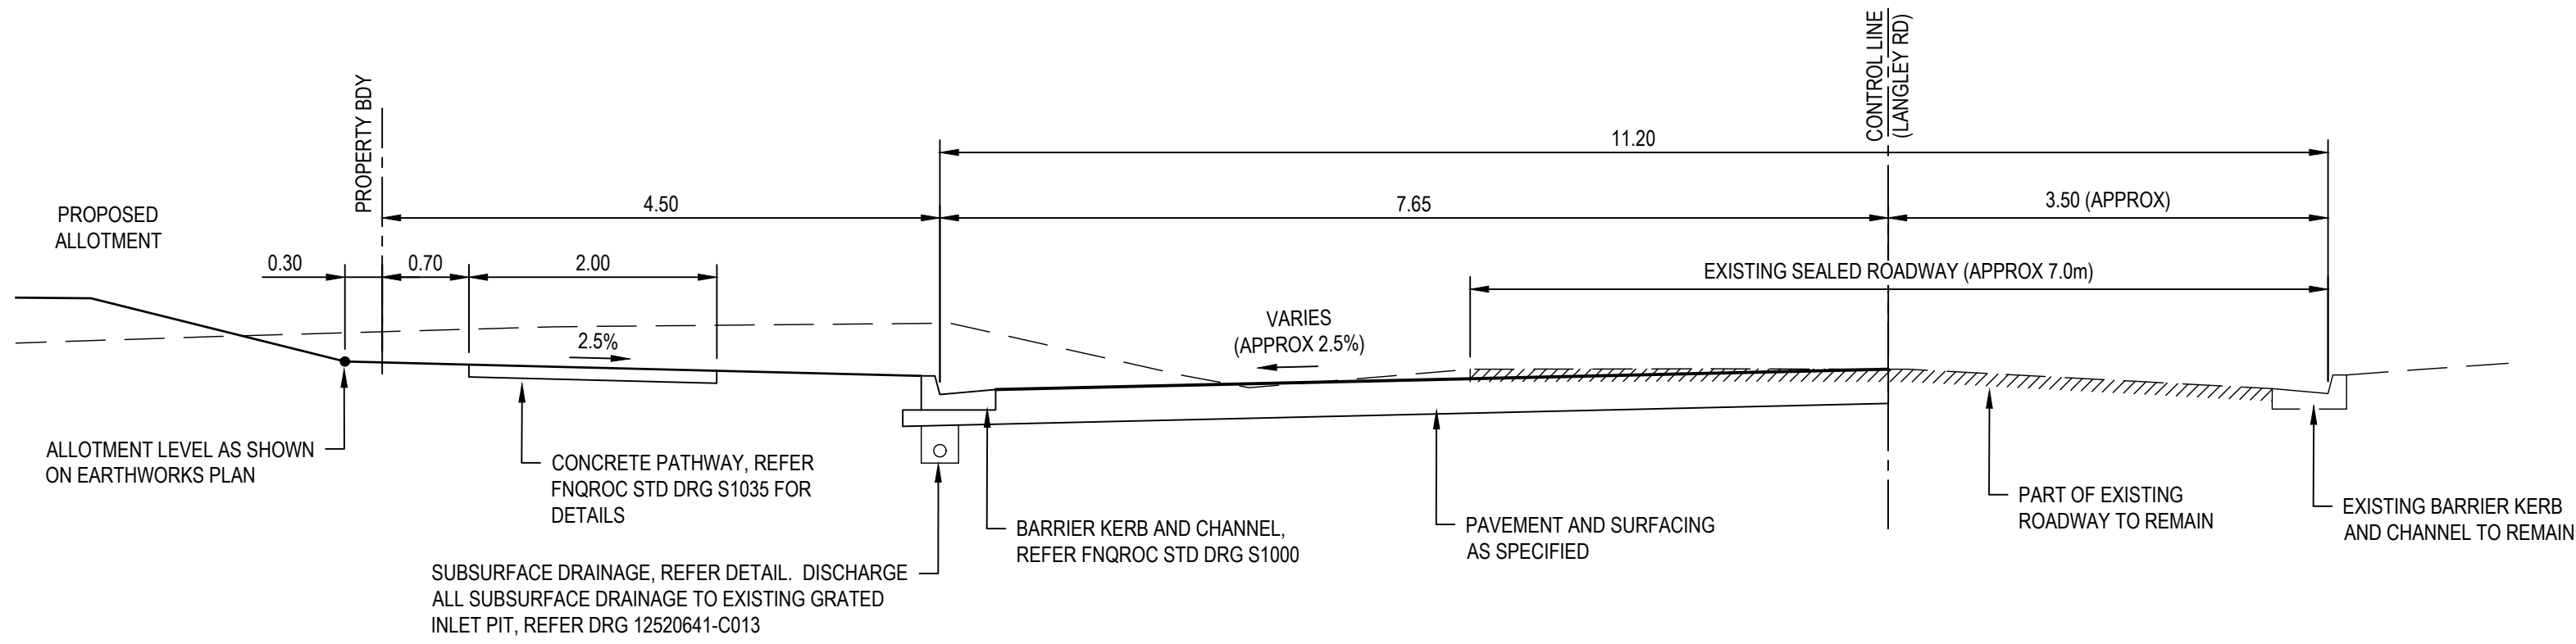 PROPERTY BDY
CONTROL LINE
(LANGLEY RD)
11.20
4.50
7.65
3.50 (APPROX)
PROPOSED
ALLOTMENT
0.30
0.70
2.00
EXISTING SEALED ROADWAY (APPROX 7.0m)
2.5%
VARIES
(APPROX 2.5%)
ALLOTMENT LEVEL AS SHOWN
ON EARTHWORKS PLAN
CONCRETE PATHWAY, REFER
FNQROC STD DRG S1035 FOR
DETAILS
SUBSURFACE DRAINAGE, REFER DETAIL. DISCHARGE
ALL SUBSURFACE DRAINAGE TO EXISTING GRATED
INLET PIT, REFER DRG 12520641-C013
BARRIER KERB AND CHANNEL,
REFER FNQROC STD DRG S1000
PAVEMENT AND SURFACING
AS SPECIFIED
PART OF EXISTING
ROADWAY TO REMAIN
EXISTING BARRIER KERB
AND CHANNEL TO REMAIN